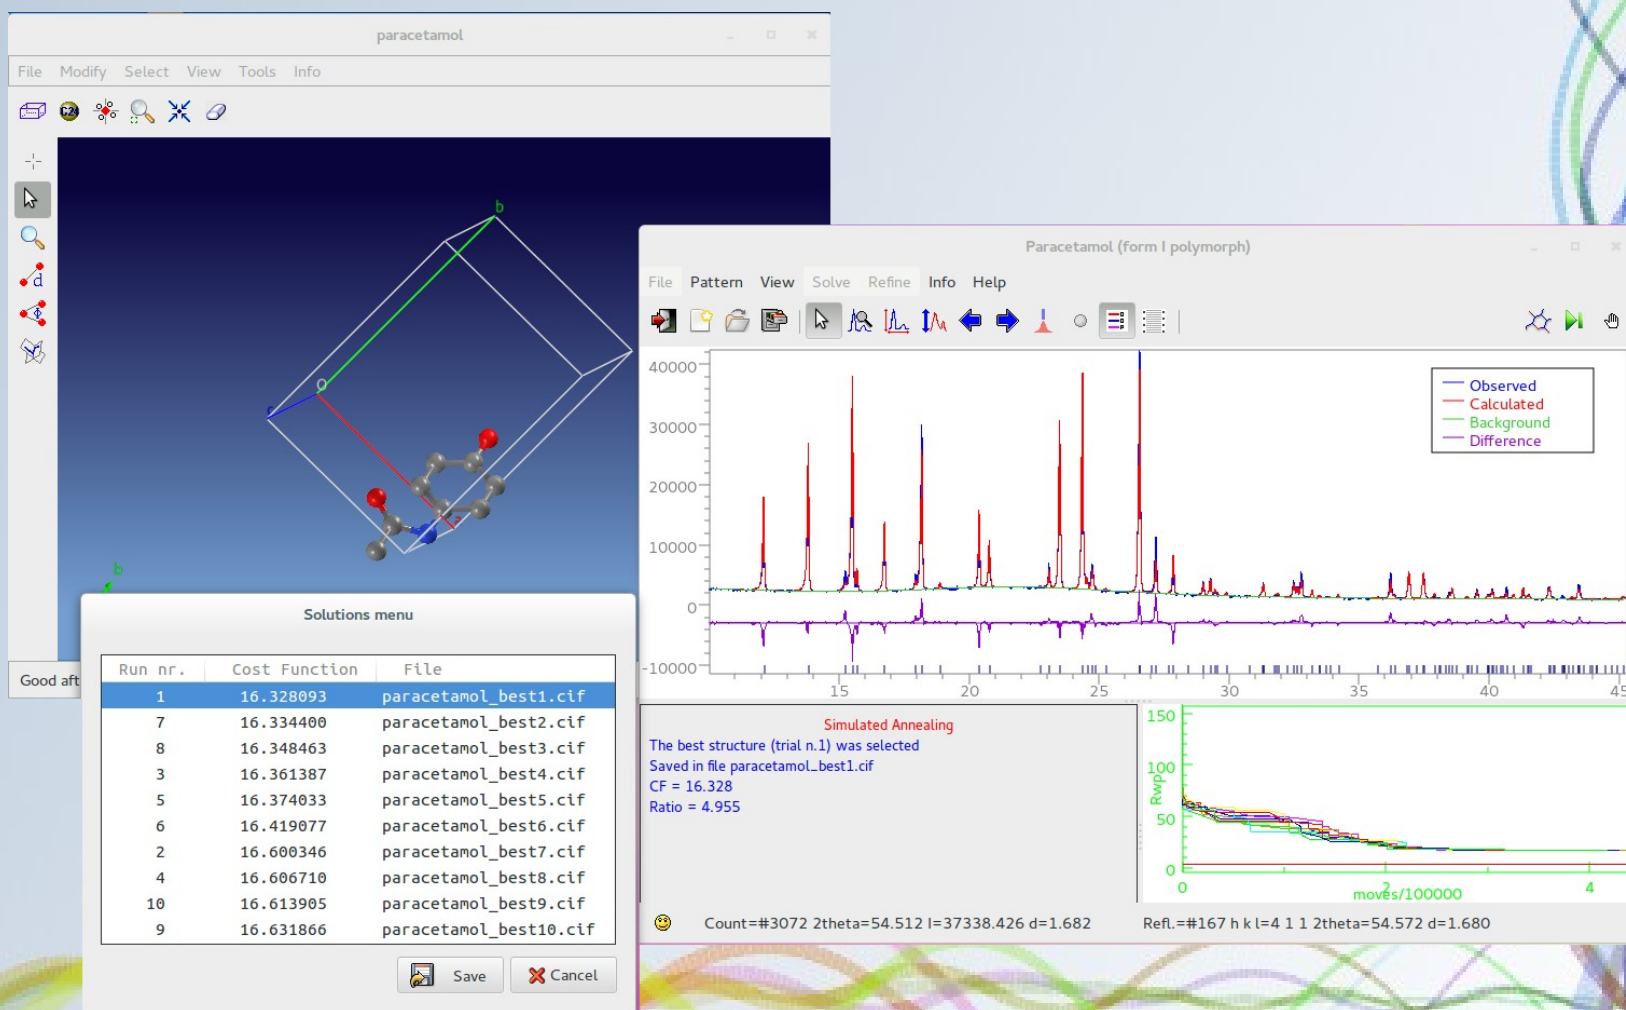 paracetamol
File Modify Select View Tools Info
C24
d
Φ
b
O
c
a
b
Good aft
Solutions menu
Run nr. Cost Function File
1 16.328093 paracetamol_best1.cif
7 16.334400 paracetamol_best2.cif
8 16.348463 paracetamol_best3.cif
3 16.361387 paracetamol_best4.cif
5 16.374033 paracetamol_best5.cif
6 16.419077 paracetamol_best6.cif
2 16.600346 paracetamol_best7.cif
4 16.606710 paracetamol_best8.cif
10 16.613905 paracetamol_best9.cif
9 16.631866 paracetamol_best10.cif
Save Cancel
Paracetamol (form I polymorph)
File Pattern View Solve Refine Info Help
40000
30000
20000
10000
0
-10000
Observed
Calculated
Background
Difference
15 20 25 30 35 40 45
Simulated Annealing
The best structure (trial n.1) was selected
Saved in file paracetamol_best1.cif
CF = 16.328
Ratio = 4.955
150
100
50
0
Rwp
0 2 4
moves/100000
Count=#3072 2theta=54.512 I=37338.426 d=1.682
Refl.=#167 h k l=4 1 1 2theta=54.572 d=1.680